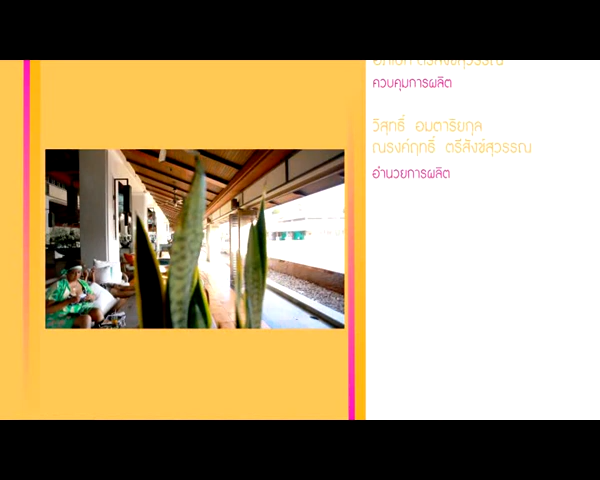 ควบคุมการผลิต
วิสุทธิ์ อมตาริยกุล
ณรงค์ฤทธิ์ ตรีสังข์สุวรรณ
อำนวยการผลิต